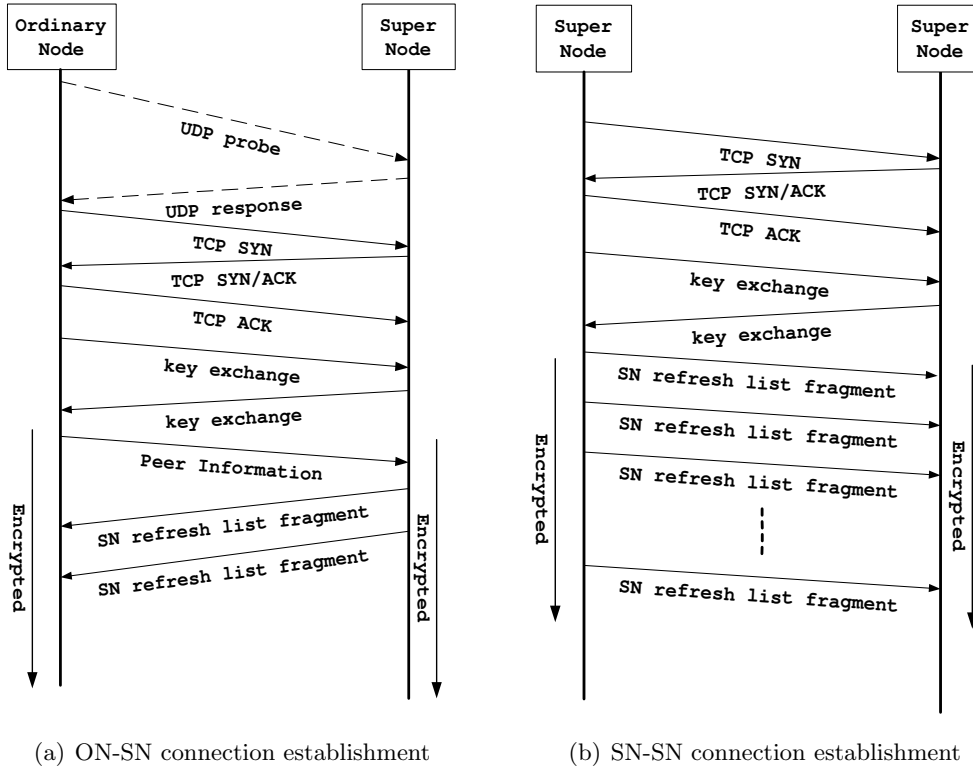 Ordinary
Node
Super
Node
UDP probe
UDP response
TCP SYN
TCP SYN/ACK
TCP ACK
key exchange
key exchange
Peer Information
SN refresh list fragment
SN refresh list fragment
Encrypted
Encrypted
(a) ON-SN connection establishment
Super
Node
Super
Node
TCP SYN
TCP SYN/ACK
TCP ACK
key exchange
key exchange
SN refresh list fragment
SN refresh list fragment
SN refresh list fragment
SN refresh list fragment
Encrypted
Encrypted
(b) SN-SN connection establishment